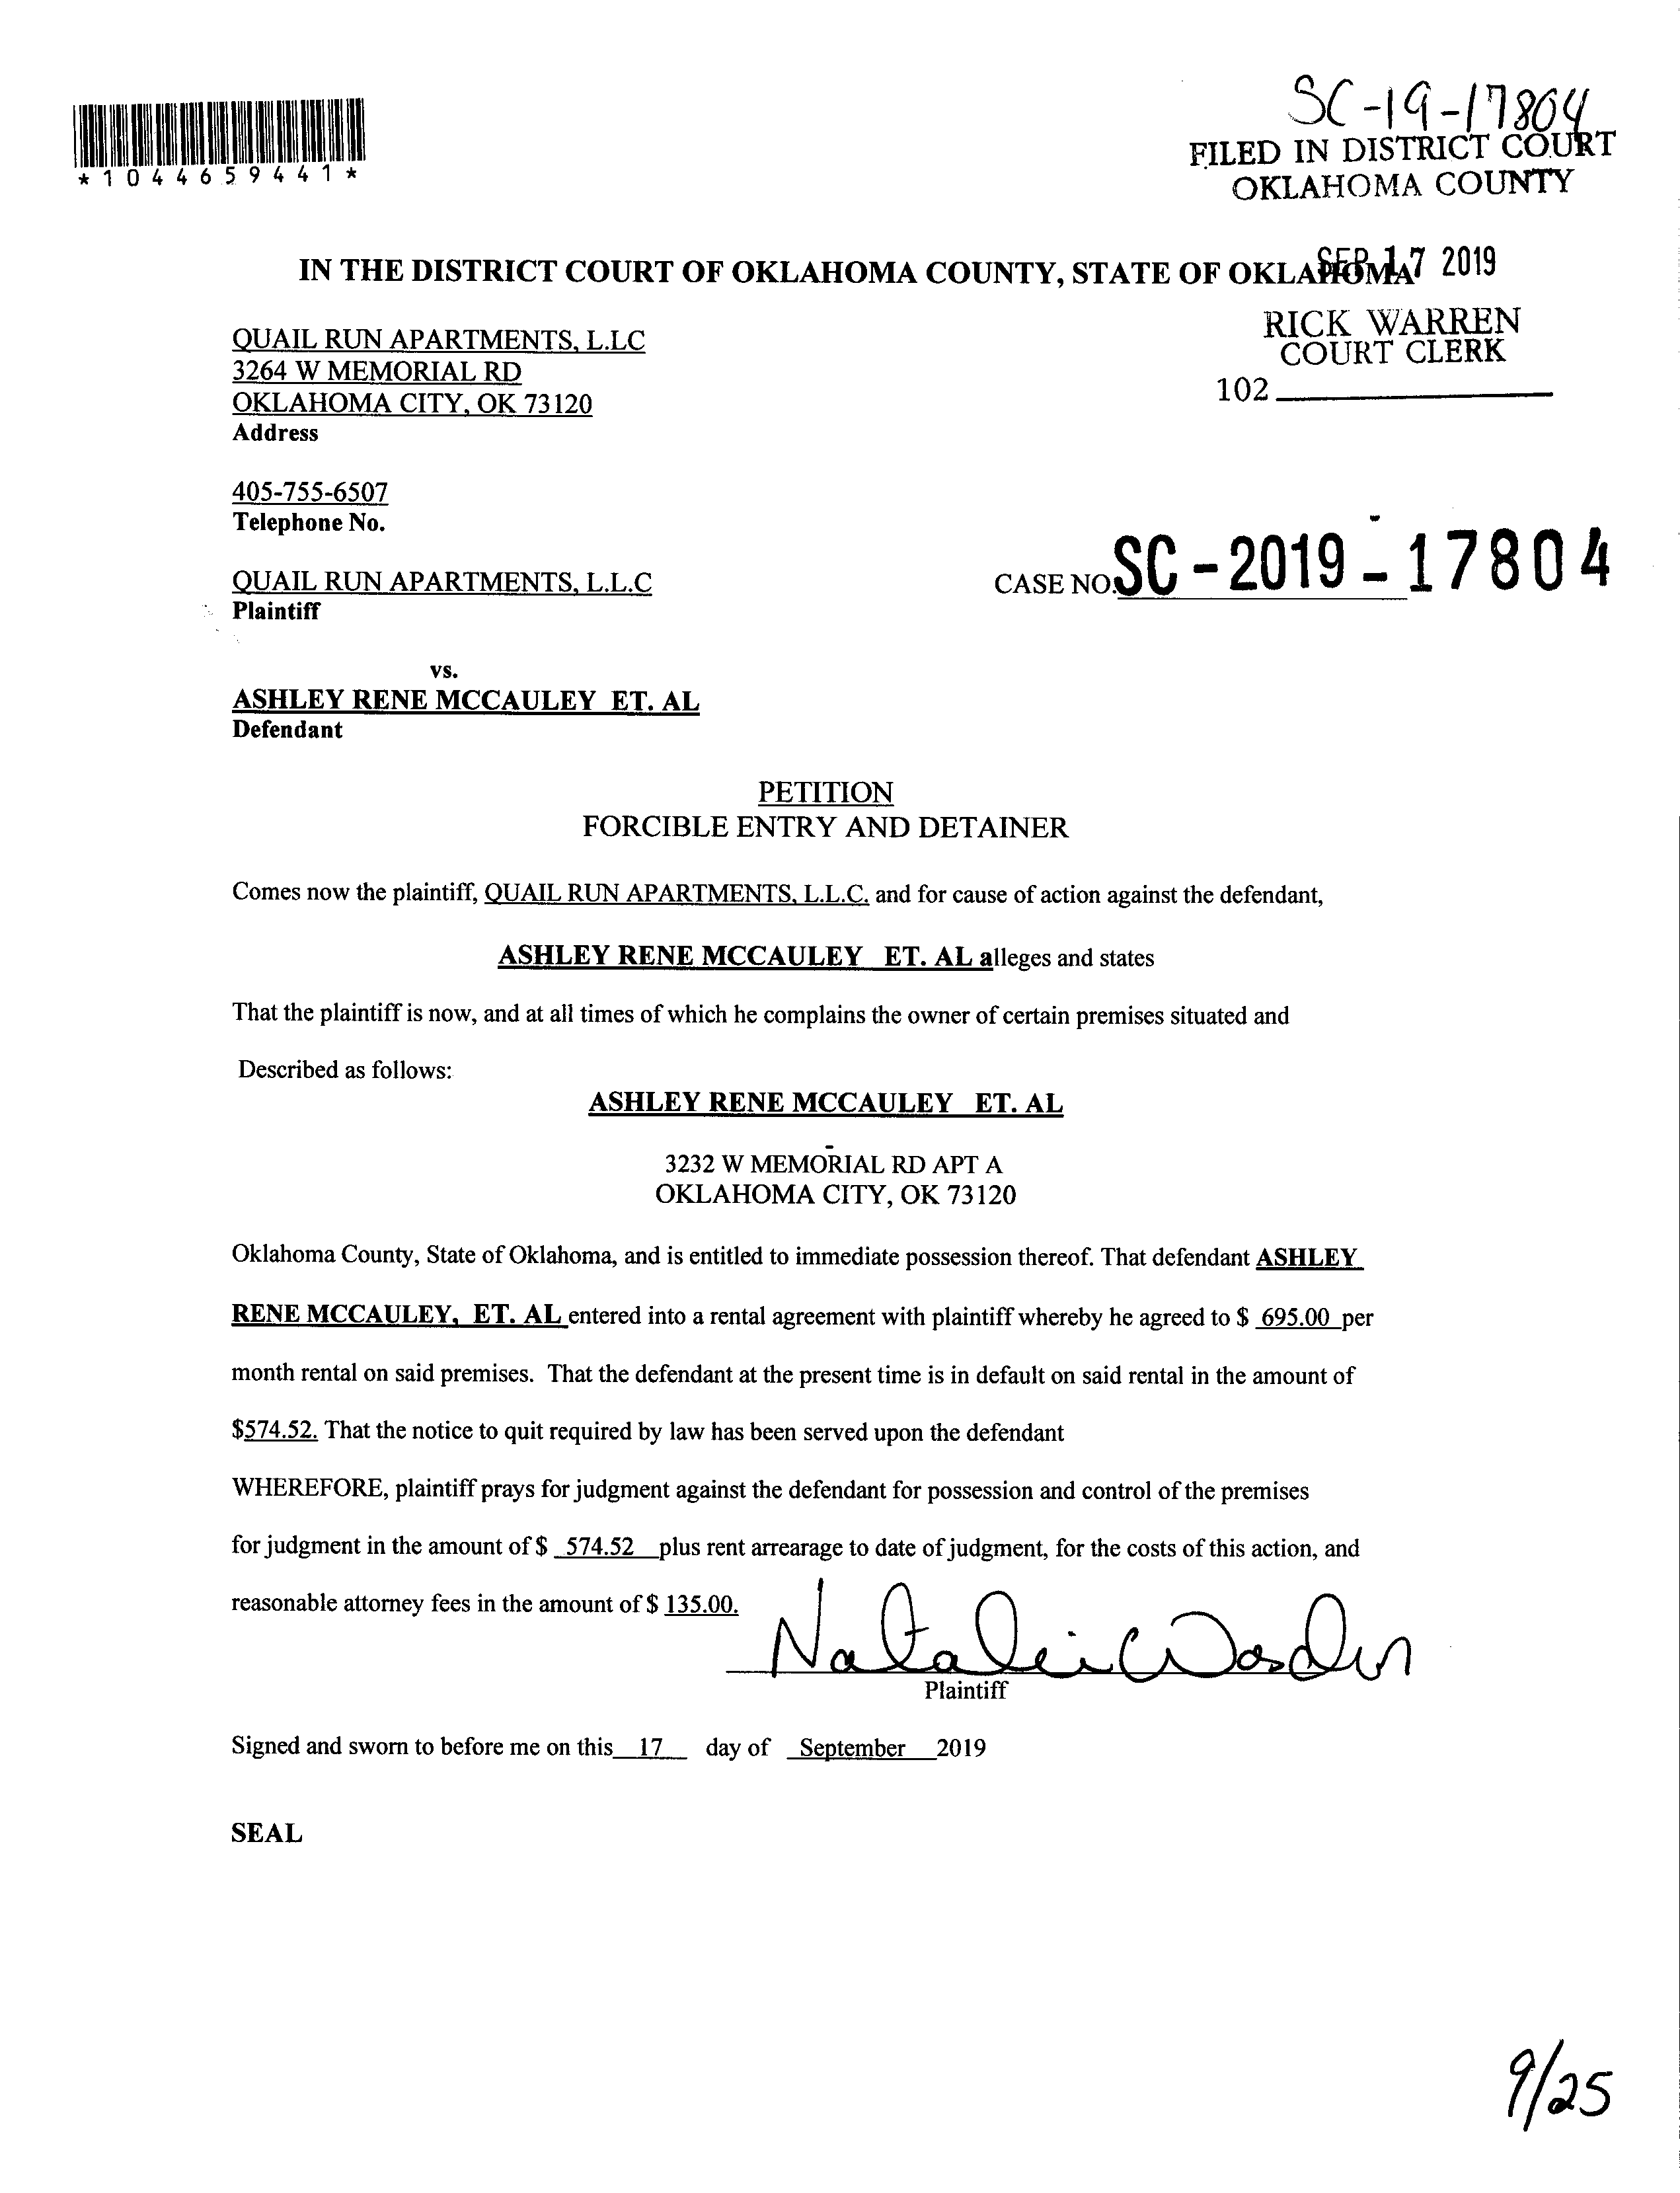 SC-19-17804
*1044659441*
FILED IN DISTRICT COURT
OKLAHOMA COUNTY
IN THE DISTRICT COURT OF OKLAHOMA COUNTY, STATE OF OKLAHOMA
SEP 17 2019
RICK WARREN
COURT CLERK
102
QUAIL RUN APARTMENTS, L.LC
3264 W MEMORIAL RD
OKLAHOMA CITY, OK 73120
Address
405-755-6507
Telephone No.
QUAIL RUN APARTMENTS, L.L.C
Plaintiff
CASE NO. SC-2019-17804
vs.
ASHLEY RENE MCCAULEY ET. AL
Defendant
PETITION
FORCIBLE ENTRY AND DETAINER
Comes now the plaintiff, QUAIL RUN APARTMENTS, L.L.C. and for cause of action against the defendant,
ASHLEY RENE MCCAULEY ET. AL alleges and states
That the plaintiff is now, and at all times of which he complains the owner of certain premises situated and
Described as follows:
ASHLEY RENE MCCAULEY ET. AL
3232 W MEMORIAL RD APT A
OKLAHOMA CITY, OK 73120
Oklahoma County, State of Oklahoma, and is entitled to immediate possession thereof. That defendant ASHLEY
RENE MCCAULEY, ET. AL entered into a rental agreement with plaintiff whereby he agreed to $ 695.00 per
month rental on said premises. That the defendant at the present time is in default on said rental in the amount of
$574.52. That the notice to quit required by law has been served upon the defendant
WHEREFORE, plaintiff prays for judgment against the defendant for possession and control of the premises
for judgment in the amount of $ 574.52 plus rent arrearage to date of judgment, for the costs of this action, and
reasonable attorney fees in the amount of $ 135.00.
Natalie
Plaintiff
Signed and sworn to before me on this 17 day of September 2019
SEAL
9/25